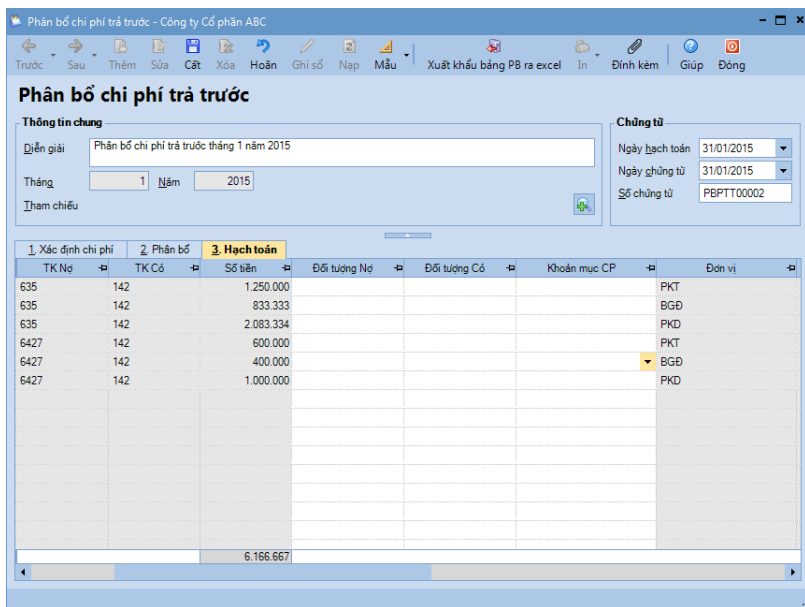 Phân bổ chi phí trả trước - Công ty Cổ phần ABC
Trước Sau Thêm Sửa Cất Xóa Hoãn Ghi sổ Nạp Mẫu Xuất khẩu bảng PB ra excel In Đính kèm Giúp Đóng
Phân bổ chi phí trả trước
Thông tin chung
Diễn giải Phân bổ chi phí trả trước tháng 1 năm 2015
Tháng 1 Năm 2015
Tham chiếu
Chứng từ
Ngày hạch toán 31/01/2015
Ngày chứng từ 31/01/2015
Số chứng từ PBPTT00002
1. Xác định chi phí 2. Phân bổ 3. Hạch toán
TK Nợ TK Có Số tiền Đối tượng Nợ Đối tượng Có Khoản mục CP Đơn vị
635 142 1.250.000 PKT
635 142 833.333 BGĐ
635 142 2.083.334 PKD
6427 142 600.000 PKT
6427 142 400.000 BGĐ
6427 142 1.000.000 PKD
6.166.667